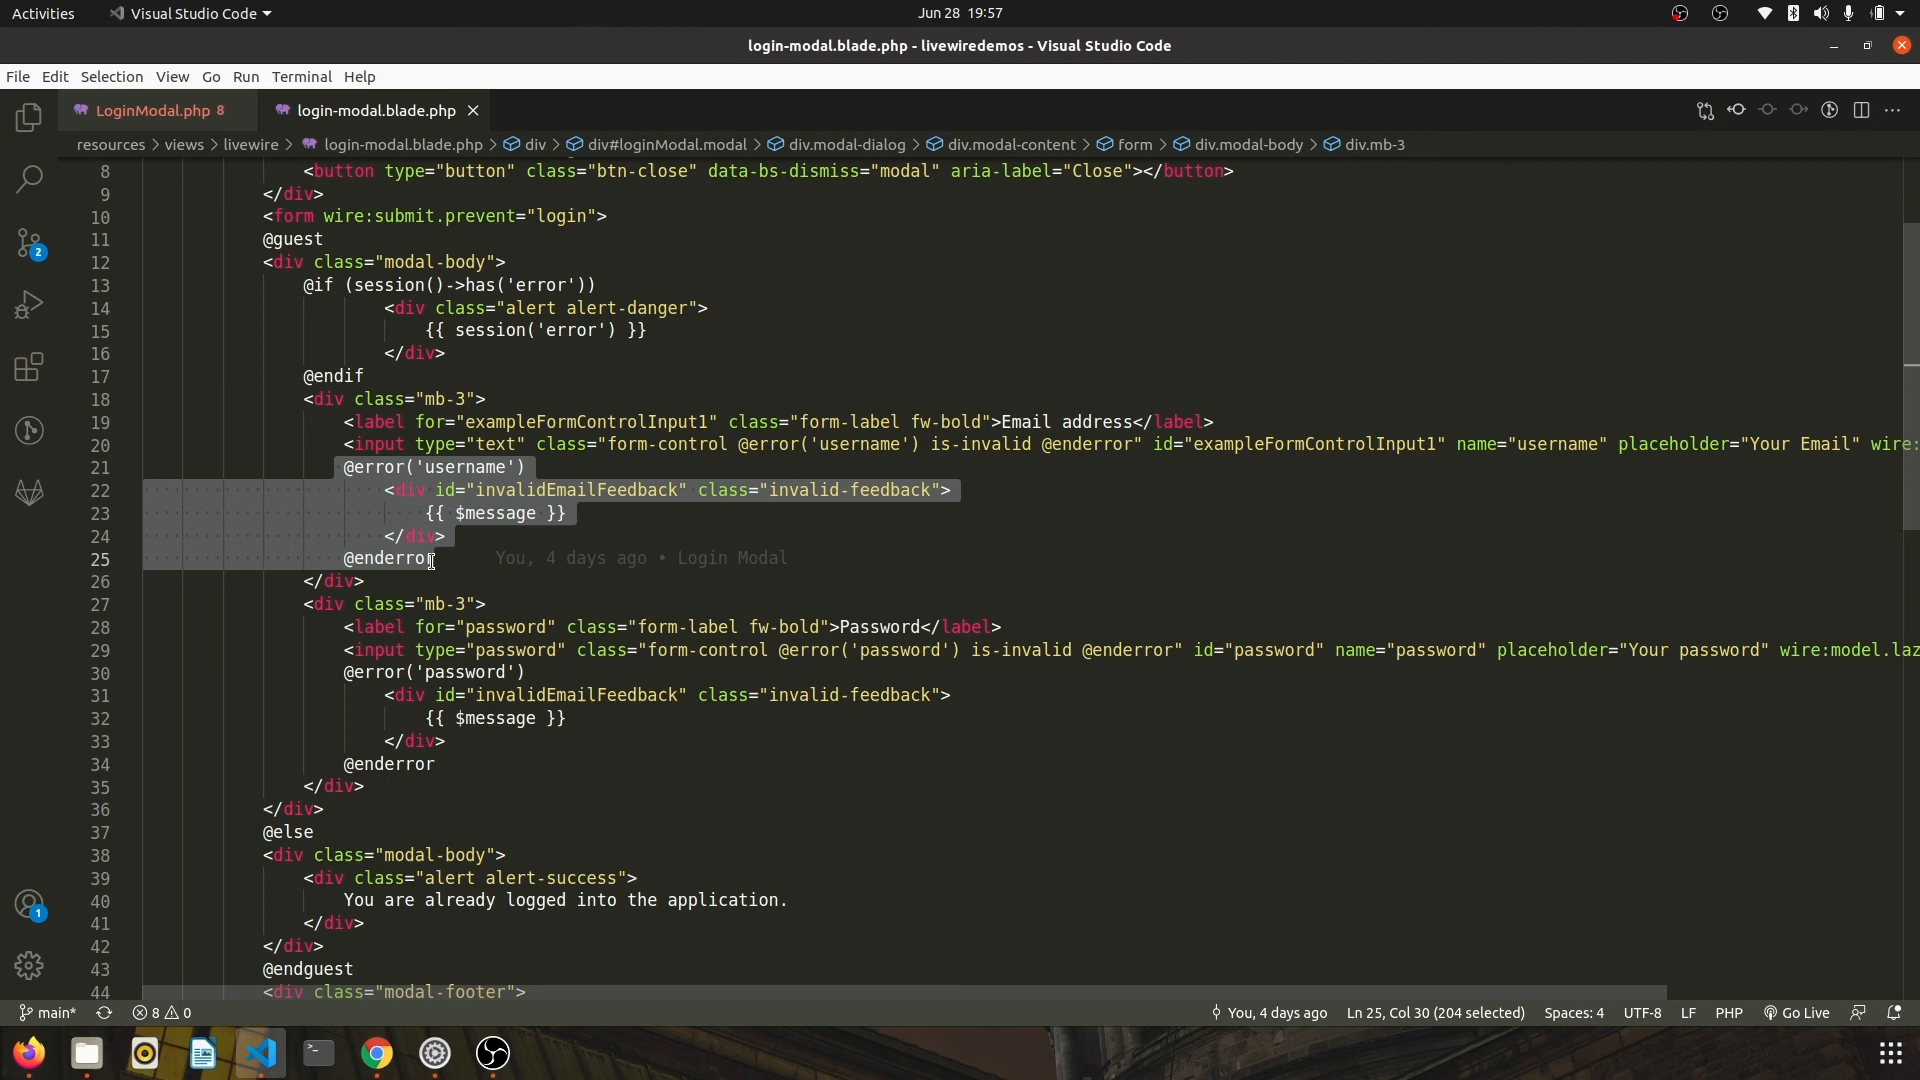 Activities Visual Studio Code Jun 28 19:57
login-modal.blade.php - livewiredemos - Visual Studio Code
File Edit Selection View Go Run Terminal Help
LoginModal.php 8 login-modal.blade.php
resources > views > livewire > login-modal.blade.php > div > div#loginModal.modal > div.modal-dialog > div.modal-content > form > div.modal-body > div.mb-3
8 <button type="button" class="btn-close" data-bs-dismiss="modal" aria-label="Close"></button>
9 </div>
10 <form wire:submit.prevent="login">
11 @guest
12 <div class="modal-body">
13 @if (session()->has('error'))
14 <div class="alert alert-danger">
15 {{ session('error') }}
16 </div>
17 @endif
18 <div class="mb-3">
19 <label for="exampleFormControlInput1" class="form-label fw-bold">Email address</label>
20 <input type="text" class="form-control @error('username') is-invalid @enderror" id="exampleFormControlInput1" name="username" placeholder="Your Email" wire:
21 @error('username')
22 <div id="invalidEmailFeedback" class="invalid-feedback">
23 {{ $message }}
24 </div>
25 @enderror You, 4 days ago • Login Modal
26 </div>
27 <div class="mb-3">
28 <label for="password" class="form-label fw-bold">Password</label>
29 <input type="password" class="form-control @error('password') is-invalid @enderror" id="password" name="password" placeholder="Your password" wire:model.laz
30 @error('password')
31 <div id="invalidEmailFeedback" class="invalid-feedback">
32 {{ $message }}
33 </div>
34 @enderror
35 </div>
36 </div>
37 @else
38 <div class="modal-body">
39 <div class="alert alert-success">
40 You are already logged into the application.
41 </div>
42 </div>
43 @endguest
44 <div class="modal-footer">
2
1
main* 8 0 You, 4 days ago Ln 25, Col 30 (204 selected) Spaces: 4 UTF-8 LF PHP Go Live